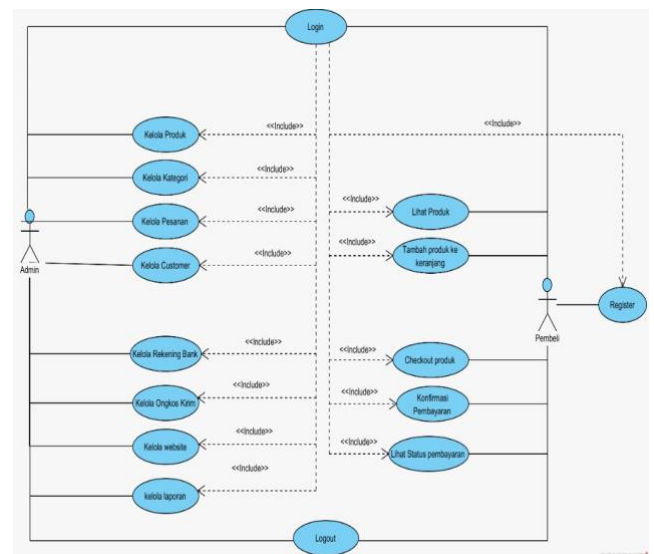 Login
<<Include>>
<<Include>>
Kelola Produk
<<Include>>
Kelola Kategori
<<Include>>
Lihat Produk
<<Include>>
Kelola Pesanan
<<Include>>
Tambah produk ke
keranjang
<<Include>>
Kelola Customer
Admin
Register
Pembeli
<<Include>>
Kelola Rekening Bank
<<Include>>
Checkout produk
<<Include>>
Kelola Ongkos Kirim
<<Include>>
Konfirmasi
Pembayaran
<<Include>>
Kelola website
<<Include>>
Lihat Status pembayaran
<<Include>>
kelola laporan
Logout